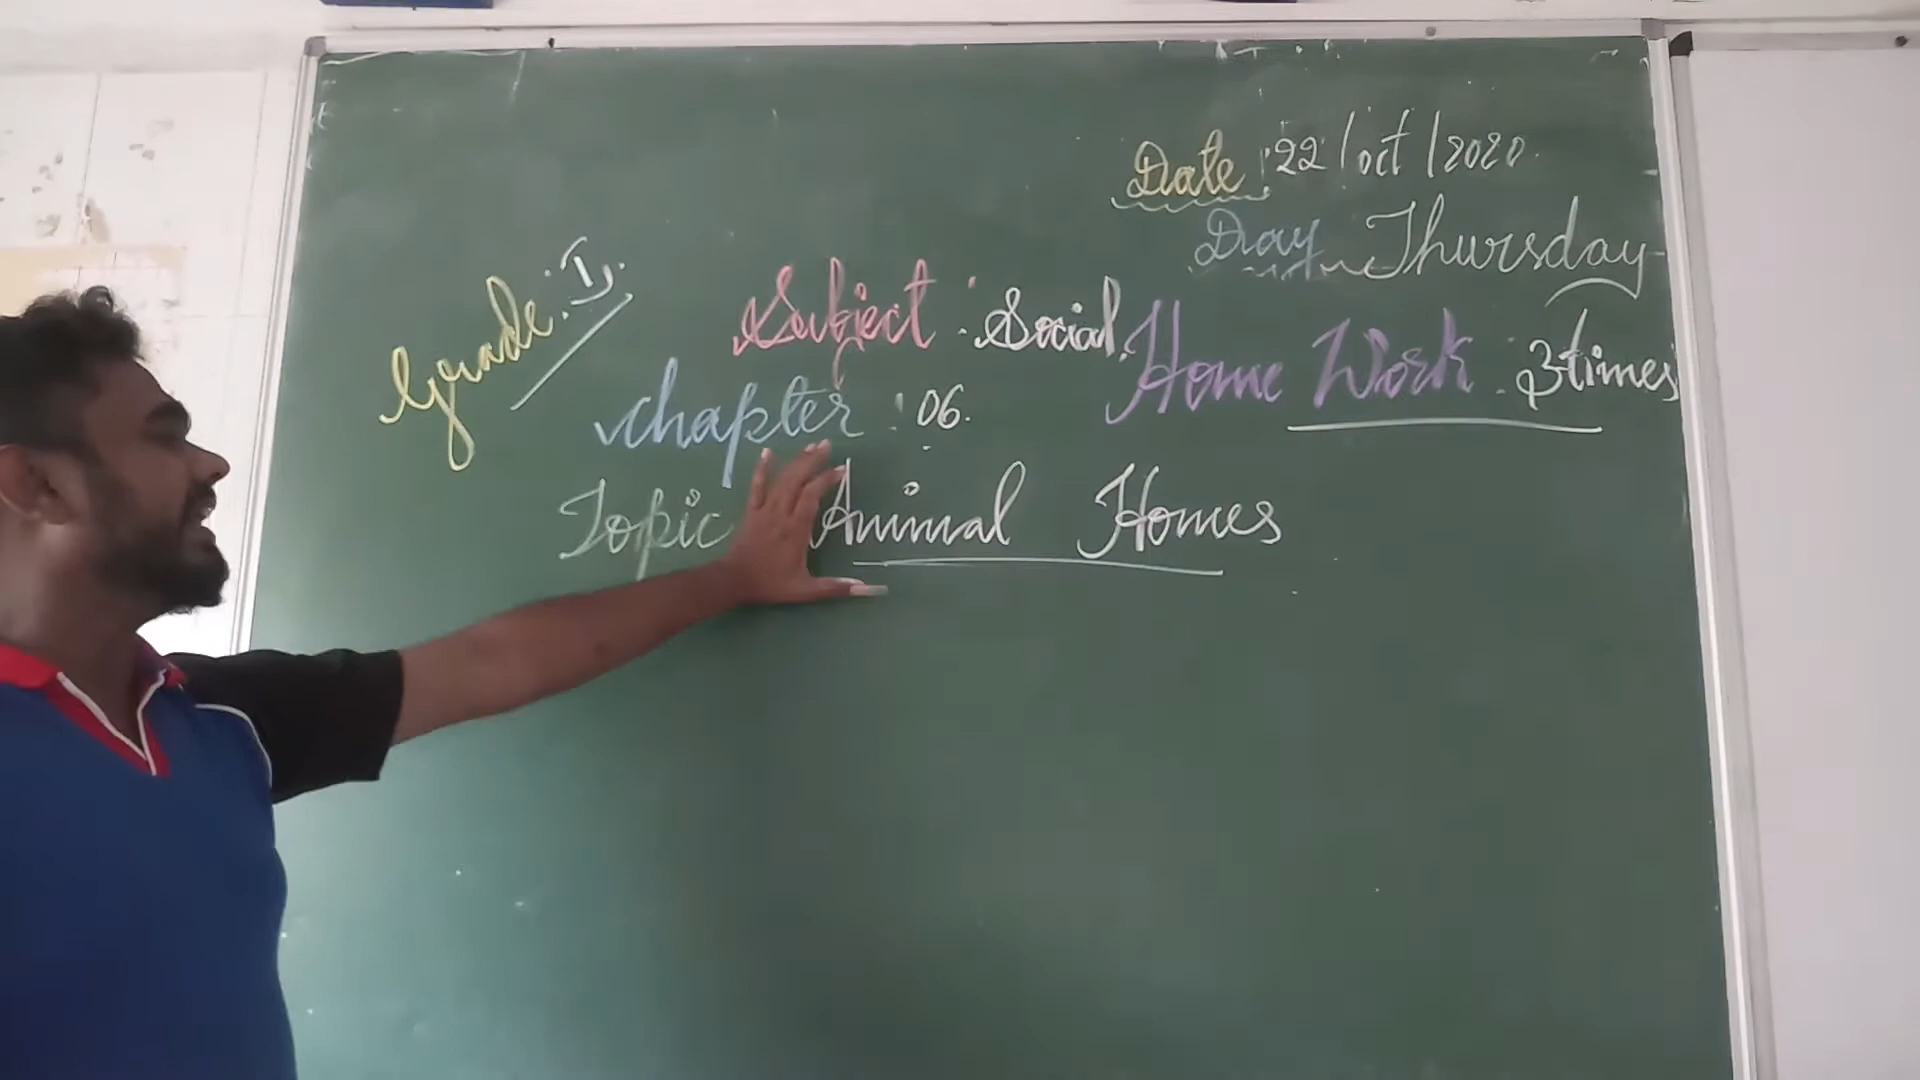 Date : 22/oct/2020
Day Thursday
Grade : I
Subject : Social
Home Work : 3times
Chapter : 06.
Topic Animal Homes